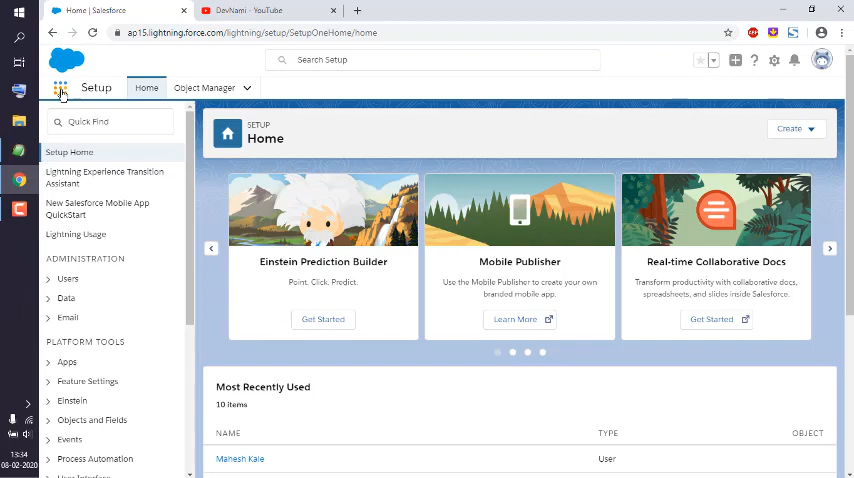 Home | Salesforce
DevNami - YouTube
ap15.lightning.force.com/lightning/setup/SetupOneHome/home
Search Setup
Setup
Home
Object Manager
Quick Find
Setup Home
Lightning Experience Transition
Assistant
New Salesforce Mobile App
QuickStart
Lightning Usage
ADMINISTRATION
Users
Data
Email
PLATFORM TOOLS
Apps
Feature Settings
Einstein
Objects and Fields
Events
Process Automation
User Interface
SETUP
Home
Create
Einstein Prediction Builder
Point. Click. Predict.
Get Started
Mobile Publisher
Use the Mobile Publisher to create your own
branded mobile app.
Learn More
Real-time Collaborative Docs
Transform productivity with collaborative docs,
spreadsheets, and slides inside Salesforce.
Get Started
Most Recently Used
10 items
NAME
TYPE
OBJECT
Mahesh Kale
User
13:34
08-02-2020